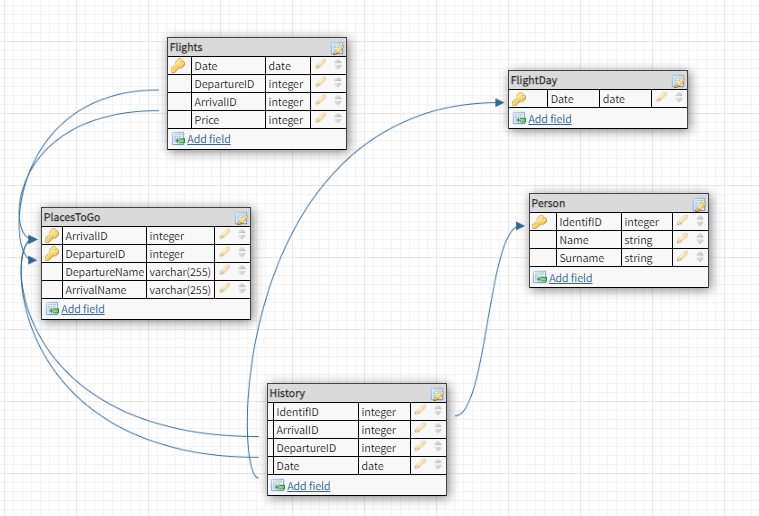 Flights
Date date
DepartureID integer
ArrivalID integer
Price integer
Add field
FlightDay
Date date
Add field
PlacesToGo
ArrivalID integer
DepartureID integer
DepartureName varchar(255)
ArrivalName varchar(255)
Add field
Person
IdentifID integer
Name string
Surname string
Add field
History
IdentifID integer
ArrivalID integer
DepartureID integer
Date date
Add field